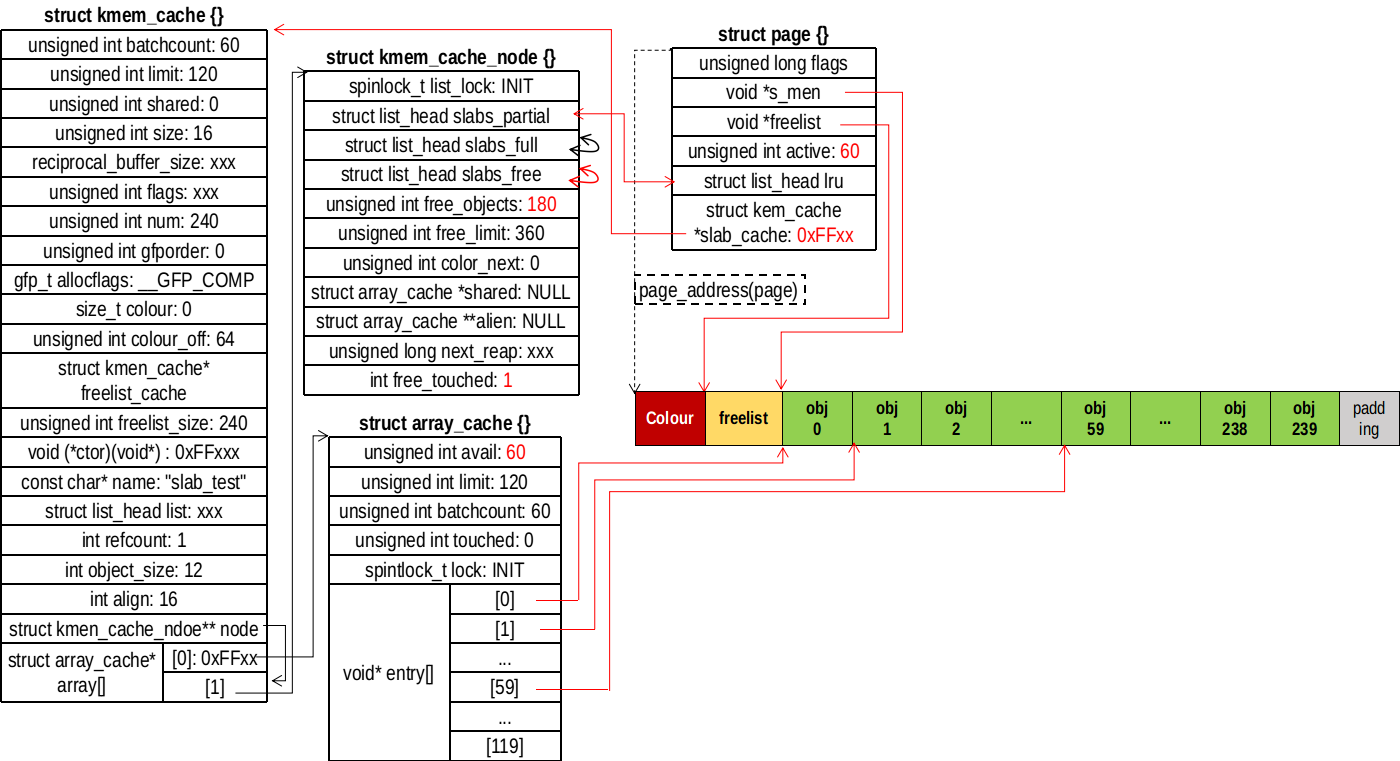 struct kmem_cache {}
unsigned int batchcount: 60
unsigned int limit: 120
unsigned int shared: 0
unsigned int size: 16
reciprocal_buffer_size: xxx
unsigned int flags: xxx
unsigned int num: 240
unsigned int gfporder: 0
gfp_t allocflags: __GFP_COMP
size_t colour: 0
unsigned int colour_off: 64
struct kmen_cache*
freelist_cache
unsigned int freelist_size: 240
void (*ctor)(void*) : 0xFFxxx
const char* name: "slab_test"
struct list_head list: xxx
int refcount: 1
int object_size: 12
int align: 16
struct kmen_cache_ndoe** node
struct array_cache*
array[]
[0]: 0xFFxx
[1]
struct kmem_cache_node {}
spinlock_t list_lock: INIT
struct list_head slabs_partial
struct list_head slabs_full
struct list_head slabs_free
unsigned int free_objects: 180
unsigned int free_limit: 360
unsigned int color_next: 0
struct array_cache *shared: NULL
struct array_cache **alien: NULL
unsigned long next_reap: xxx
int free_touched: 1
struct array_cache {}
unsigned int avail: 60
unsigned int limit: 120
unsigned int batchcount: 60
unsigned int touched: 0
spintlock_t lock: INIT
void* entry[]
[0]
[1]
...
[59]
...
[119]
struct page {}
unsigned long flags
void *s_men
void *freelist
unsigned int active: 60
struct list_head lru
struct kem_cache
*slab_cache: 0xFFxx
page_address(page)
Colour
freelist
obj
0
obj
1
obj
2
...
obj
59
...
obj
238
obj
239
padd
ing